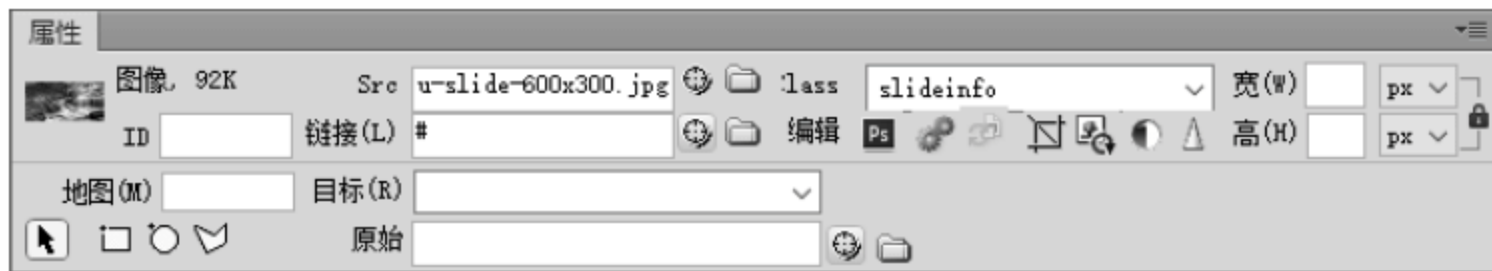 属性
图像, 92K Src u-slide-600x300.jpg lass slideinfo 宽(W) px
ID 链接(L) # 编辑 Ps 高(H) px
地图(M) 目标(R)
原始